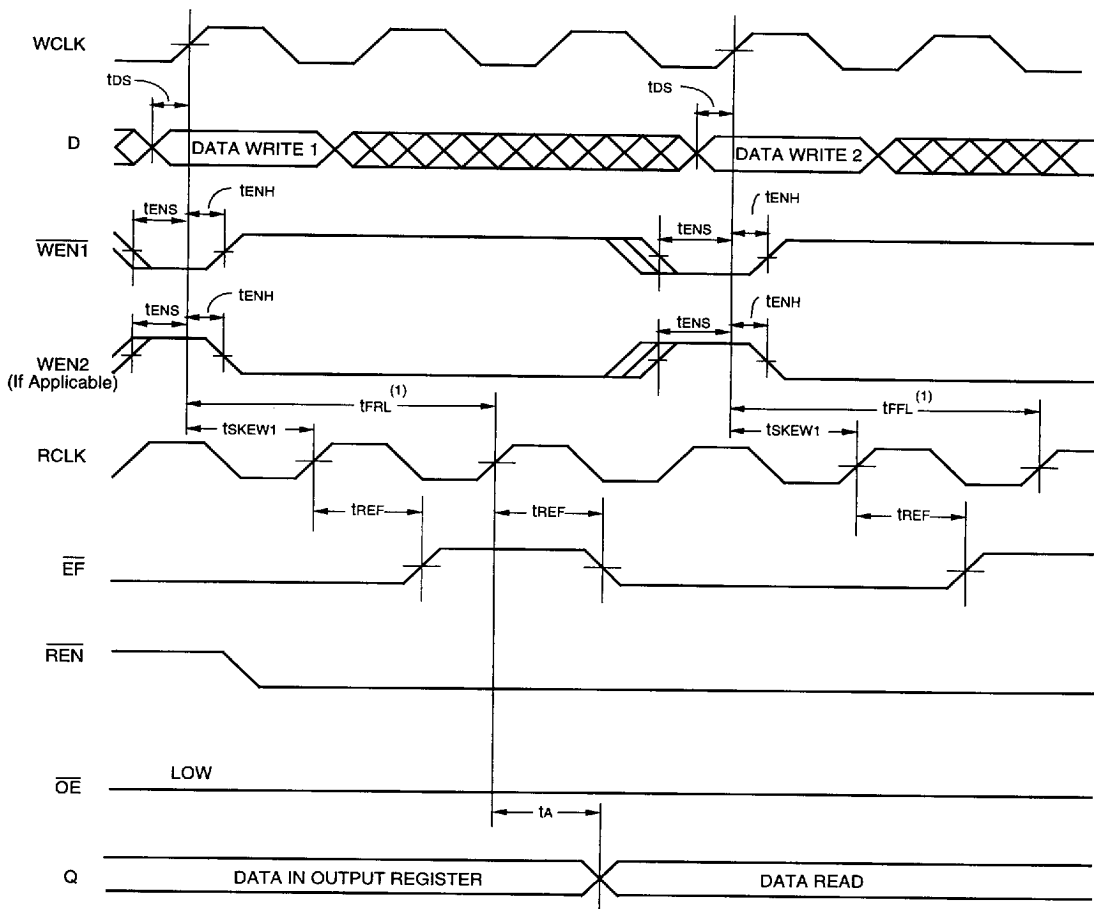 WCLK
tDS
tDS
D
DATA WRITE 1
DATA WRITE 2
tENH
tENH
tENS
tENS
WEN1
tENH
tENH
tENS
tENS
WEN2
(If Applicable)
tFRL(1)
tFFL(1)
tSKEW1
tSKEW1
RCLK
tREF
tREF
tREF
EF
REN
LOW
OE
tA
Q
DATA IN OUTPUT REGISTER
DATA READ